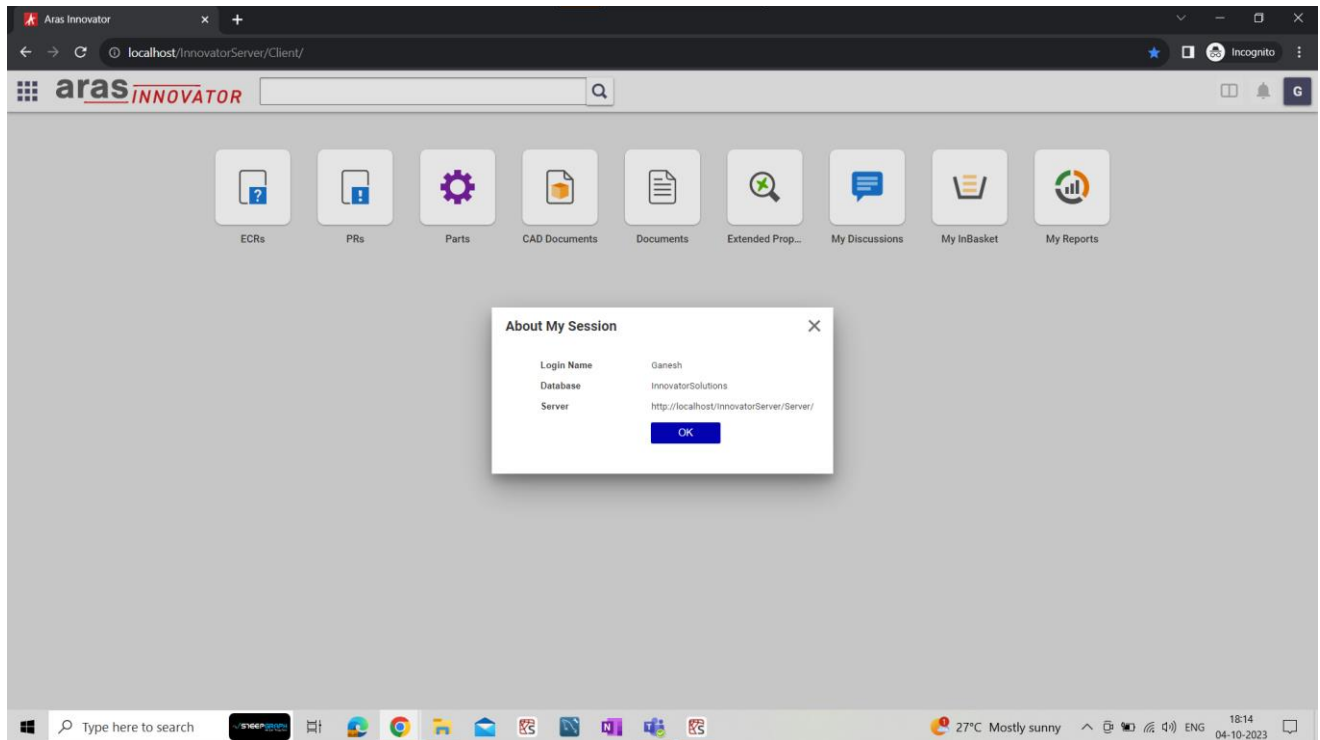 Aras Innovator
localhost/InnovatorServer/Client/
Incognito
aras INNOVATOR
G
ECRs
PRs
Parts
CAD Documents
Documents
Extended Prop...
My Discussions
My InBasket
My Reports
About My Session
Login Name Ganesh
Database InnovatorSolutions
Server http://localhost/InnovatorServer/Server/
OK
Type here to search
STEEPGRAPH
27°C Mostly sunny
ENG
18:14
04-10-2023